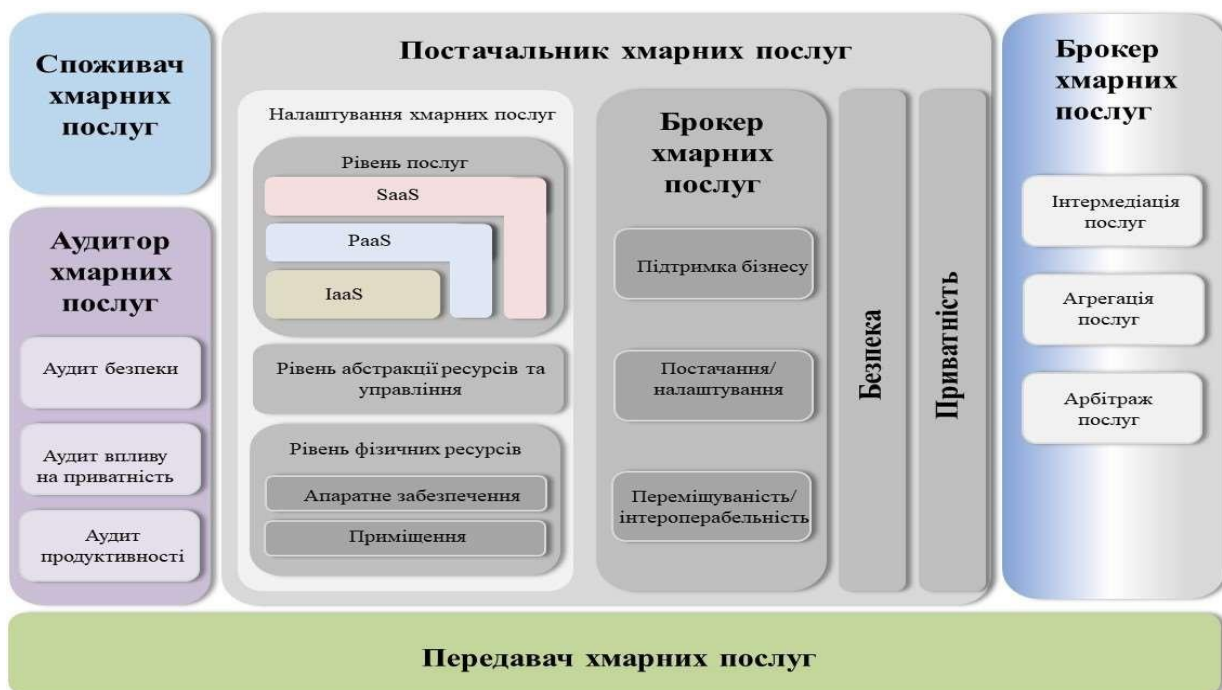 Споживач
хмарних
послуг
Аудитор
хмарних
послуг
Аудит безпеки
Аудит впливу
на приватність
Аудит
продуктивності
Постачальник хмарних послуг
Налаштування хмарних послуг
Рівень послуг
SaaS
PaaS
IaaS
Рівень абстракції ресурсів та
управління
Рівень фізичних ресурсів
Апаратне забезпечення
Приміщення
Брокер
хмарних
послуг
Підтримка бізнесу
Постачання/
налаштування
Переміщуваність/
інтероперабельність
Безпека
Приватність
Брокер
хмарних
послуг
Інтермедіація
послуг
Агрегація
послуг
Арбітраж
послуг
Передавач хмарних послуг